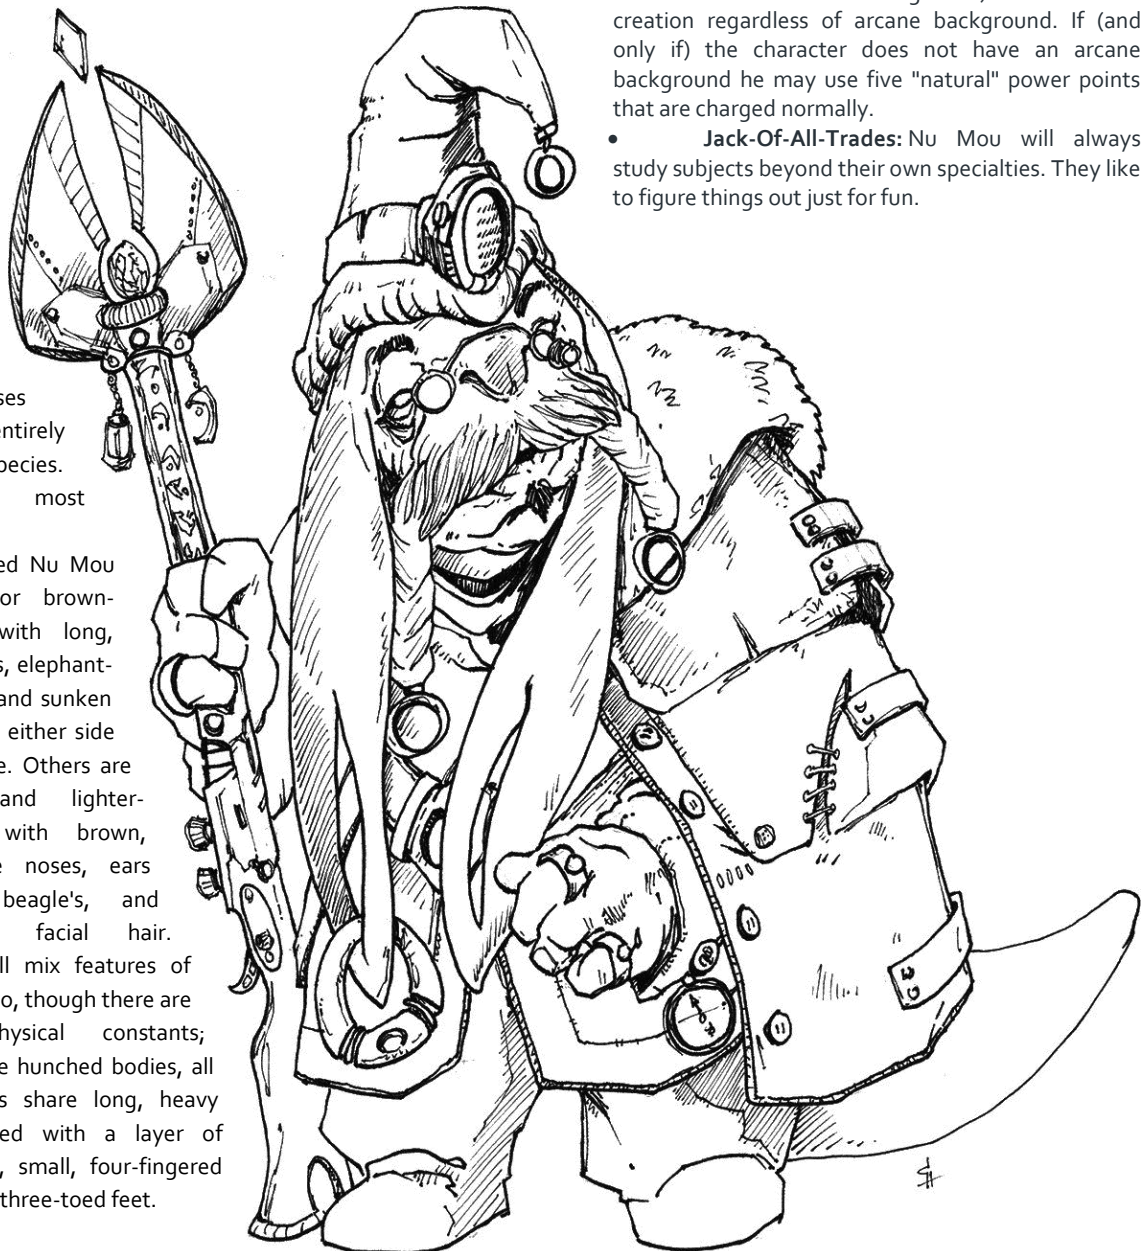 creation regardless of arcane background. If (and
only if) the character does not have an arcane
background he may use five "natural" power points
that are charged normally.
• Jack-Of-All-Trades: Nu Mou will always
study subjects beyond their own specialties. They like
to figure things out just for fun.
ses
entirely
pecies.
most
ed Nu Mou
or brown-
with long,
s, elephant-
and sunken
either side
e. Others are
and lighter-
with brown,
e noses, ears
beagle's, and
facial hair.
ll mix features of
o, though there are
hysical constants;
e hunched bodies, all
s share long, heavy
ed with a layer of
, small, four-fingered
three-toed feet.